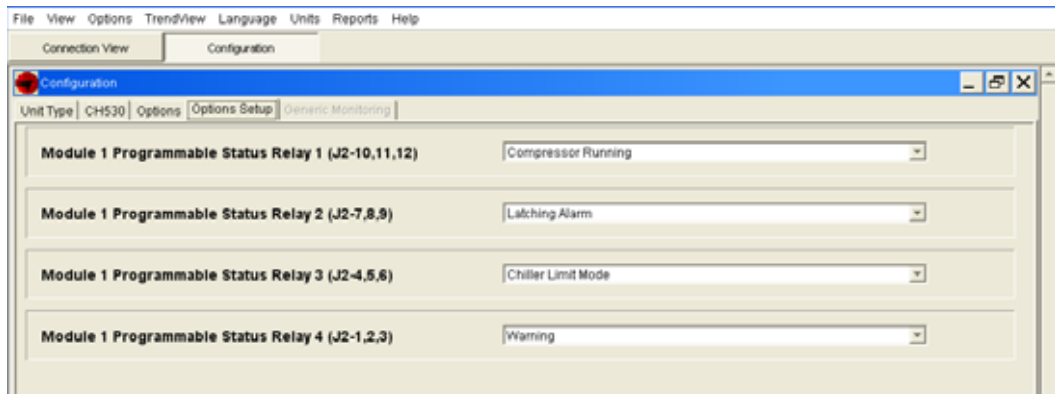 File View Options TrendView Language Units Reports Help
Connection View Configuration
Configuration
Unit Type CH530 Options Options Setup Generic Monitoring
Module 1 Programmable Status Relay 1 (J2-10,11,12) Compressor Running
Module 1 Programmable Status Relay 2 (J2-7,8,9) Latching Alarm
Module 1 Programmable Status Relay 3 (J2-4,5,6) Chiller Limit Mode
Module 1 Programmable Status Relay 4 (J2-1,2,3) Warning